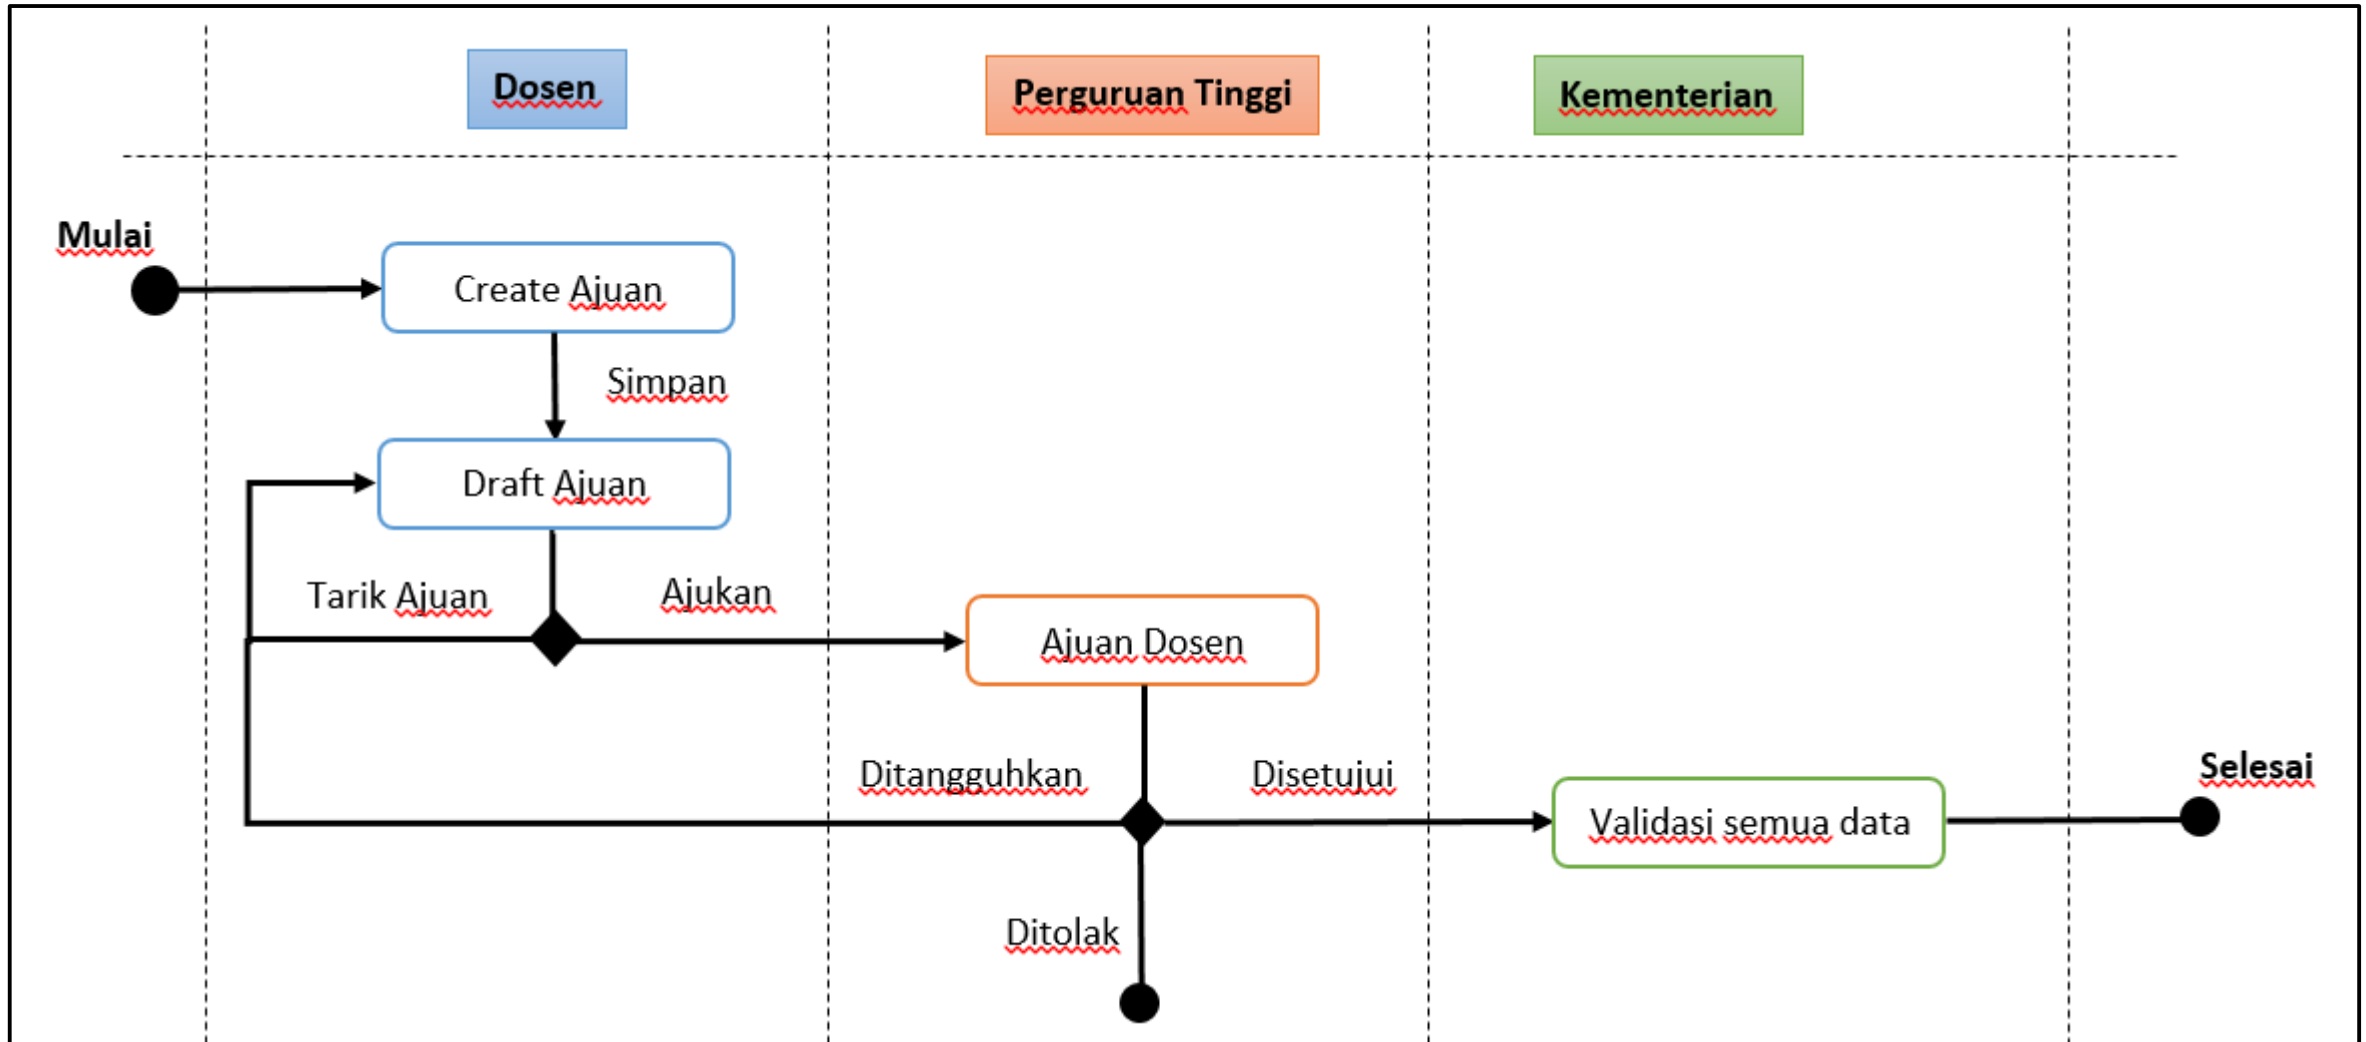 Dosen
Perguruan Tinggi
Kementerian
Mulai
Create Ajuan
Simpan
Draft Ajuan
Tarik Ajuan
Ajukan
Ajuan Dosen
Ditangguhkan
Disetujui
Selesai
Validasi semua data
Ditolak